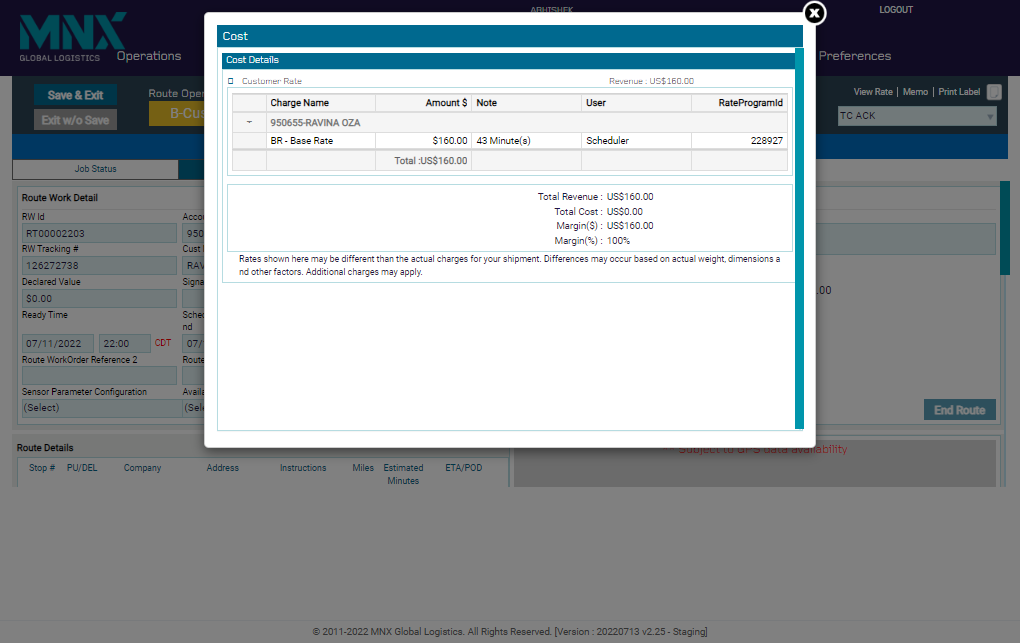 ABHISHEK
LOGOUT
MNX
GLOBAL LOGISTICS
Operations
Preferences
Save & Exit
Exit w/o Save
Route Oper
B-Cus
View Rate | Memo | Print Label
TC ACK
Job Status
Cost
Cost Details
Customer Rate
Revenue : US$160.00
Charge Name Amount $ Note User RateProgramId
950655-RAVINA OZA
BR - Base Rate $160.00 43 Minute(s) Scheduler 228927
Total :US$160.00
Total Revenue : US$160.00
Total Cost : US$0.00
Margin($) : US$160.00
Margin(%) : 100%
Rates shown here may be different than the actual charges for your shipment. Differences may occur based on actual weight, dimensions a
nd other factors. Additional charges may apply.
Route Work Detail
RW Id Acco
RT00002203 950
RW Tracking # Cust
126272738 RAV
Declared Value Signa
$0.00
.00
Ready Time Sched
nd
07/11/2022 22:00 CDT 07/
Route WorkOrder Reference 2 Route
Sensor Parameter Configuration Availa
(Select) (Sele
End Route
Route Details
Subject to GPS data availability
Stop # PU/DEL Company Address Instructions Miles Estimated Minutes ETA/POD
© 2011-2022 MNX Global Logistics. All Rights Reserved. [Version : 20220713 v2.25 - Staging]